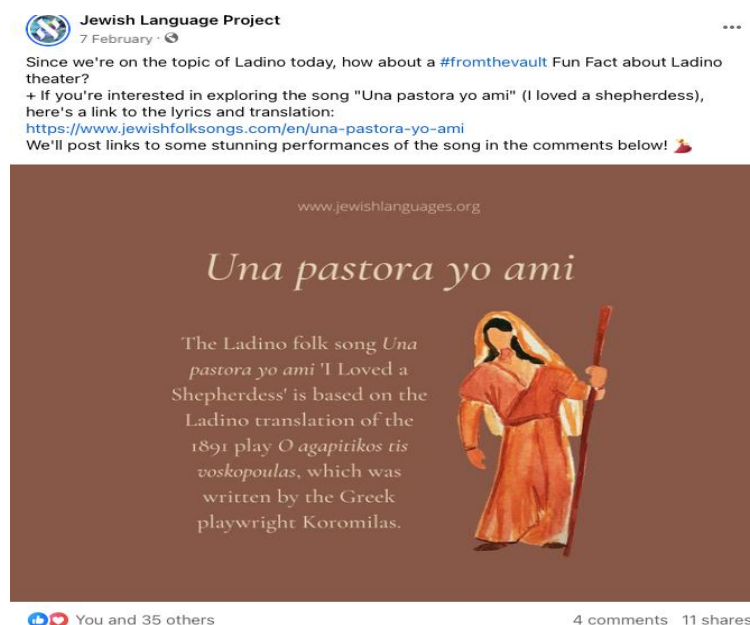 Jewish Language Project
7 February ·
Since we're on the topic of Ladino today, how about a #fromthevault Fun Fact about Ladino
theater?
+ If you're interested in exploring the song "Una pastora yo ami" (I loved a shepherdess),
here's a link to the lyrics and translation:
https://www.jewishfolksongs.com/en/una-pastora-yo-ami
We'll post links to some stunning performances of the song in the comments below! 💃
www.jewishlanguages.org
Una pastora yo ami
The Ladino folk song Una
pastora yo ami 'I Loved a
Shepherdess' is based on the
Ladino translation of the
1891 play O agapitikos tis
voskopoulas, which was
written by the Greek
playwright Koromilas.
You and 35 others
4 comments 11 shares